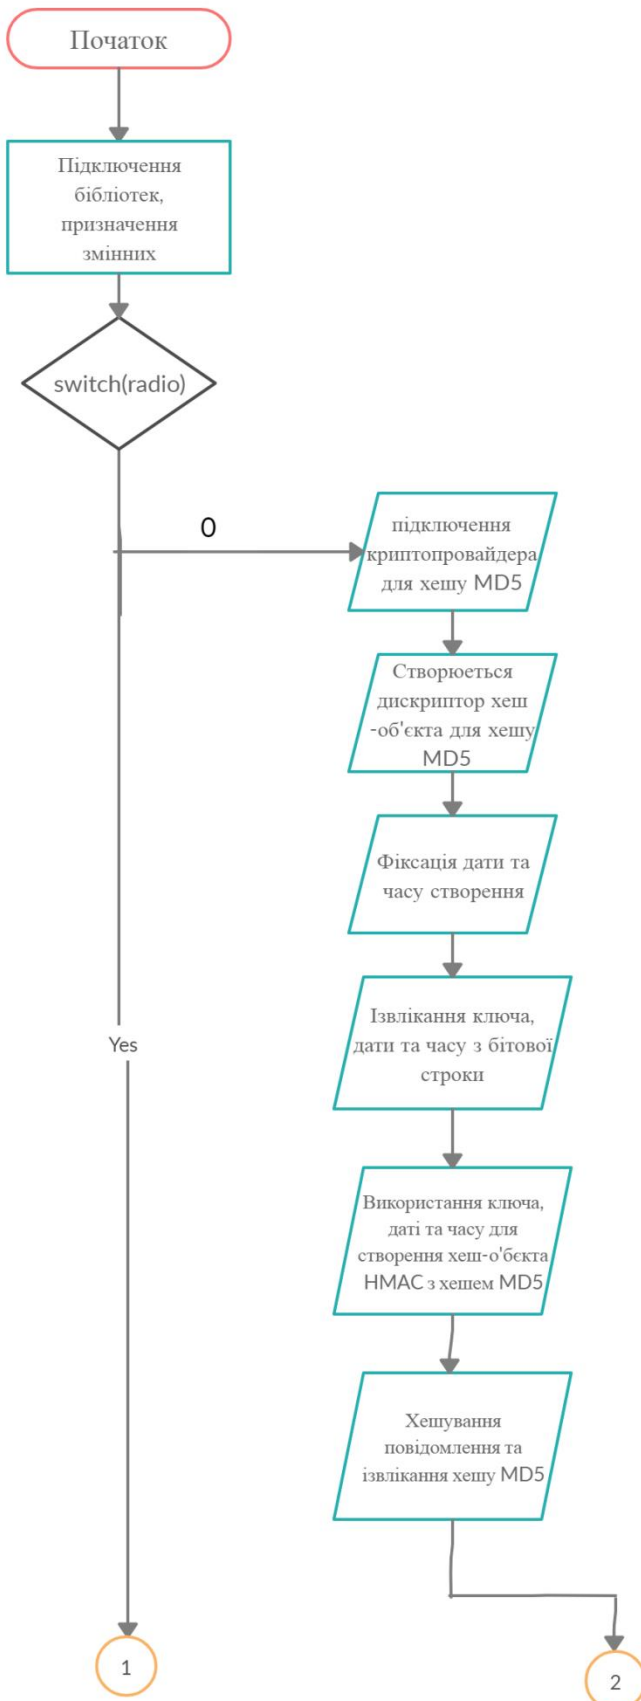 Початок
Підключення
бібліотек,
призначення
змінних
switch(radio)
0
підключення
криптопровайдера
для хешу MD5
Створюеться
дискриптор хеш
-об'єкта для хешу
MD5
Фіксація дати та
часу створення
Ізвлікання ключа,
дати та часу з бітової
строки
Yes
Використання ключа,
даті та часу для
створення хеш-о'бєкта
HMAC з хешем MD5
Хешування
повідомлення та
ізвлікання хешу MD5
1
2